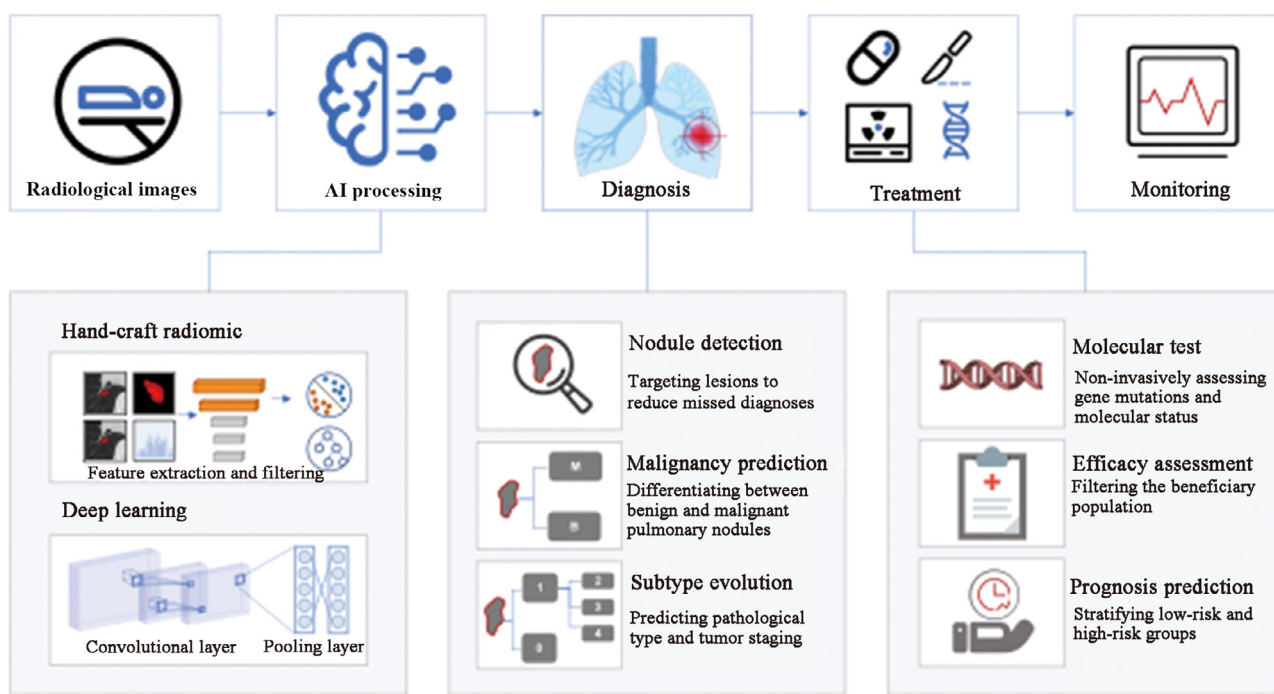 Radiological images
AI processing
Diagnosis
Treatment
Monitoring
Hand-craft radiomic
Feature extraction and filtering
Deep learning
Convolutional layer
Pooling layer
Nodule detection
Targeting lesions to
reduce missed diagnoses
M
B
Malignancy prediction
Differentiating between
benign and malignant
pulmonary nodules
1
2
3
4
0
Subtype evolution
Predicting pathological
type and tumor staging
Molecular test
Non-invasively assessing
gene mutations and
molecular status
Efficacy assessment
Filtering the beneficiary
population
Prognosis prediction
Stratifying low-risk and
high-risk groups